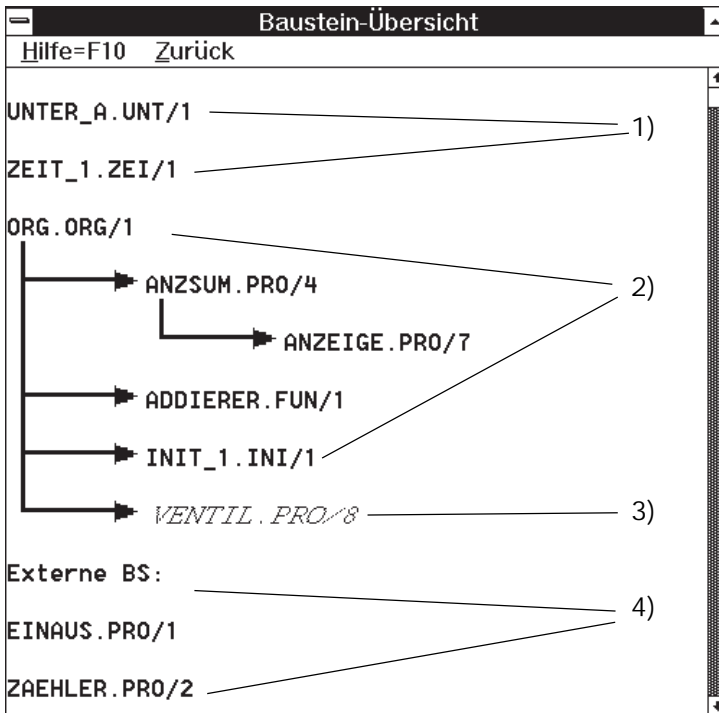 Baustein-Übersicht
Hilfe=F10 Zurück
UNTER_A.UNT/1
1)
ZEIT_1.ZEI/1
ORG.ORG/1
ANZSUM.PRO/4
2)
ANZEIGE.PRO/7
ADDIERER.FUN/1
INIT_1.INI/1
VENTIL.PRO/8
3)
Externe BS:
4)
EINAUS.PRO/1
ZAEHLER.PRO/2